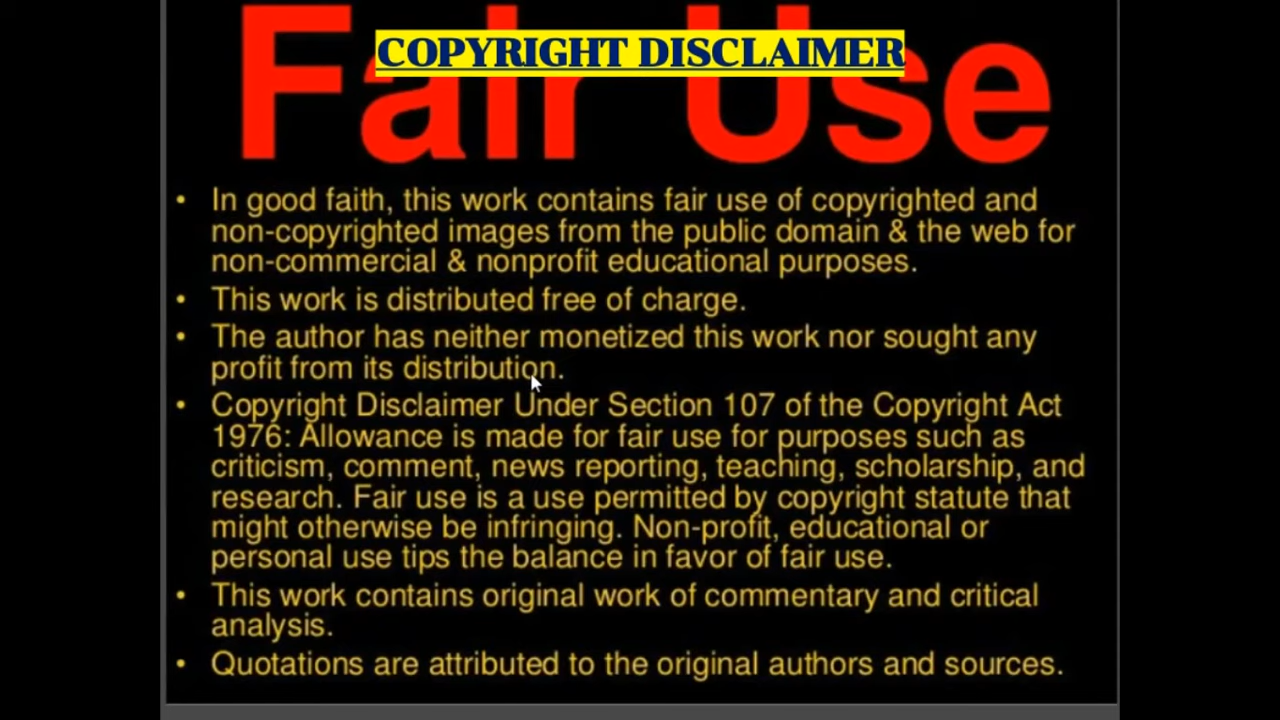 COPYRIGHT DISCLAIMER
Fair Use
• In good faith, this work contains fair use of copyrighted and
non-copyrighted images from the public domain & the web for
non-commercial & nonprofit educational purposes.
• This work is distributed free of charge.
• The author has neither monetized this work nor sought any
profit from its distribution.
• Copyright Disclaimer Under Section 107 of the Copyright Act
1976: Allowance is made for fair use for purposes such as
criticism, comment, news reporting, teaching, scholarship, and
research. Fair use is a use permitted by copyright statute that
might otherwise be infringing. Non-profit, educational or
personal use tips the balance in favor of fair use.
• This work contains original work of commentary and critical
analysis.
• Quotations are attributed to the original authors and sources.